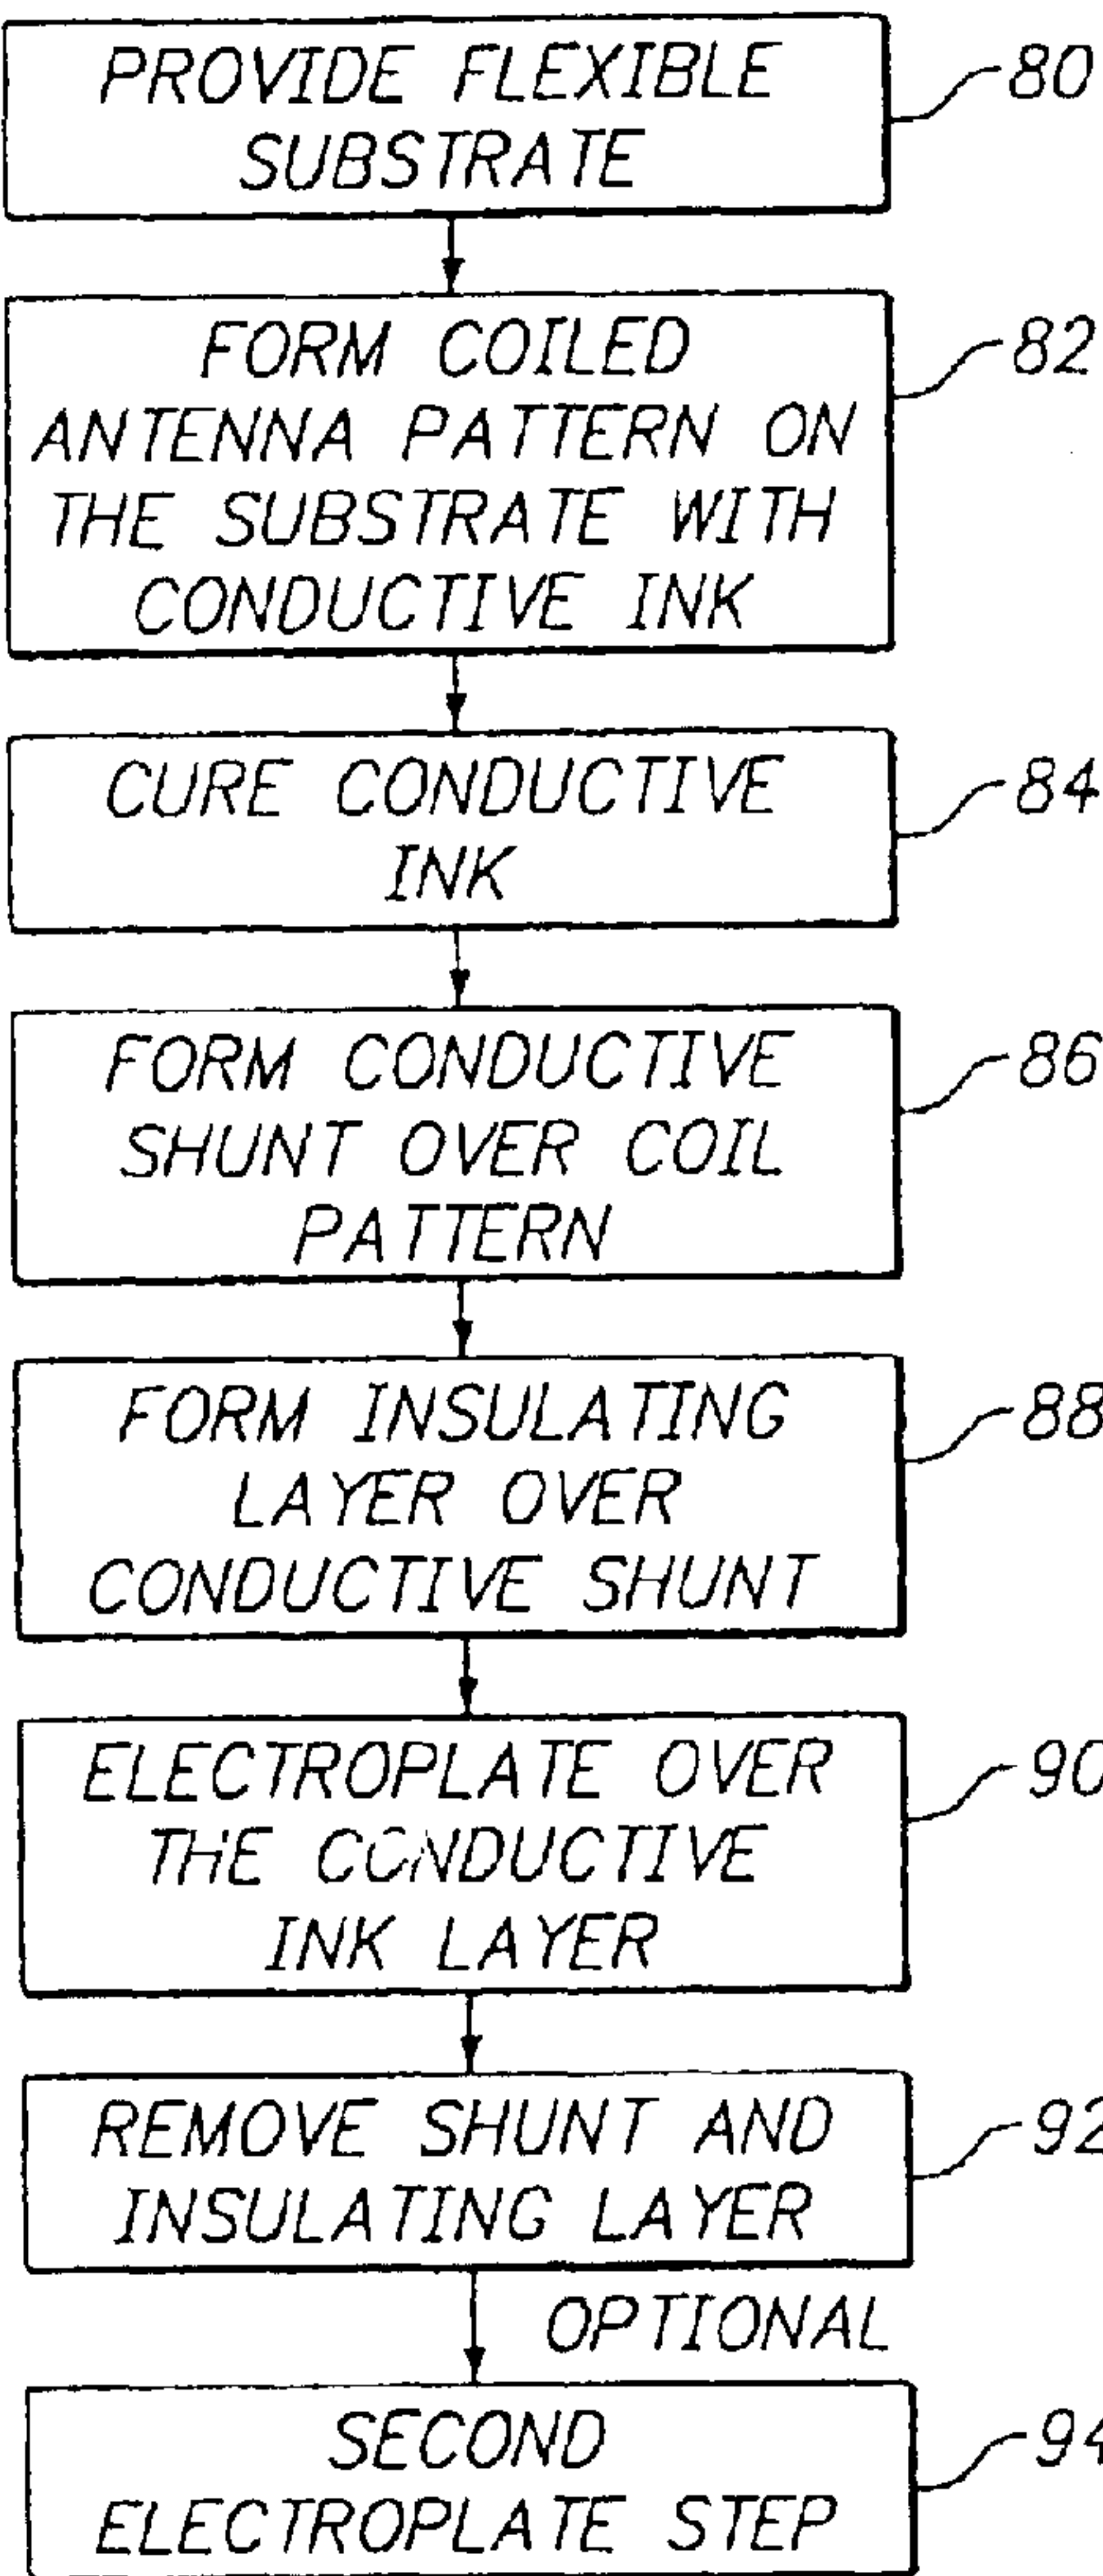 PROVIDE FLEXIBLE
SUBSTRATE
80
FORM COILED
ANTENNA PATTERN ON
THE SUBSTRATE WITH
CONDUCTIVE INK
82
CURE CONDUCTIVE
INK
84
FORM CONDUCTIVE
SHUNT OVER COIL
PATTERN
86
FORM INSULATING
LAYER OVER
CONDUCTIVE SHUNT
88
ELECTROPLATE OVER
THE CONDUCTIVE
INK LAYER
90
REMOVE SHUNT AND
INSULATING LAYER
92
OPTIONAL
SECOND
ELECTROPLATE STEP
94